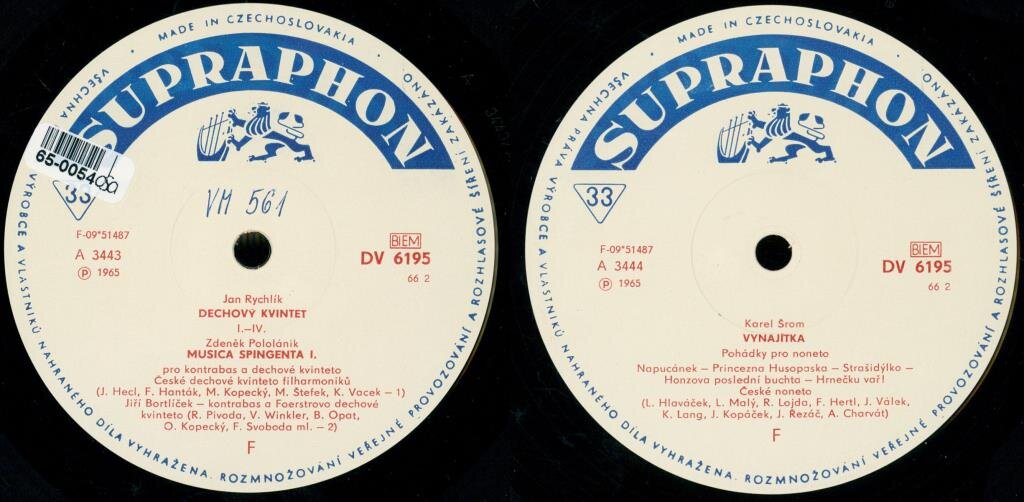 MADE IN CZECHOSLOVAKIA
SUPRAPHON
65-0054
33
VM 561
F-09*51487
A 3443
Ⓟ 1965
BIEM
DV 6195
66 2
Jan Rychlík
DECHOVÝ KVINTET
I.—IV.
Zdeněk Pololáník
MUSICA SPINGENTA I.
pro kontrabas a dechové kvinteto
České dechové kvinteto filharmoniků
(J. Hecl, F. Hanták, M. Kopecký, M. Štefek, K. Vacek – 1)
Jiří Bortlíček – kontrabas a Foerstrovo dechové
kvinteto (R. Pivoda, V. Winkler, B. Opat,
O. Kopecký, F. Svoboda ml. – 2)
F
VŠECHNA VÝROBCE A VLASTNÍKŮ NAHRANÉHO DÍLA VYHRAŽENA. ROZMNOŽOVÁNÍ VEŘEJNÉ PROVOZOVÁNÍ A ROZHLASOVÉ ŠÍŘENÍ ZAKÁZÁNO
MADE IN CZECHOSLOVAKIA
SUPRAPHON
33
F-09*51487
A 3444
Ⓟ 1965
BIEM
DV 6195
66 2
Karel Šrom
VYNAJÍTKA
Pohádky pro noneto
Napucánek – Princezna Husopaska – Strašidýlko –
Honzova poslední buchta – Hrnečku vař!
České noneto
(L. Hlaváček, L. Malý, R. Lojda, F. Hertl, J. Válek,
K. Lang, J. Kopáček, J. Řezáč, A. Charvát)
F
VŠECHNA PRÁVA VÝROBCE A VLASTNÍKŮ NAHRANÉHO DÍLA VYHRAŽENA. ROZMNOŽOVÁNÍ VEŘEJNÉ PROVOZOVÁNÍ A ROZHLASOVÉ ŠÍŘENÍ ZAKÁZÁNO